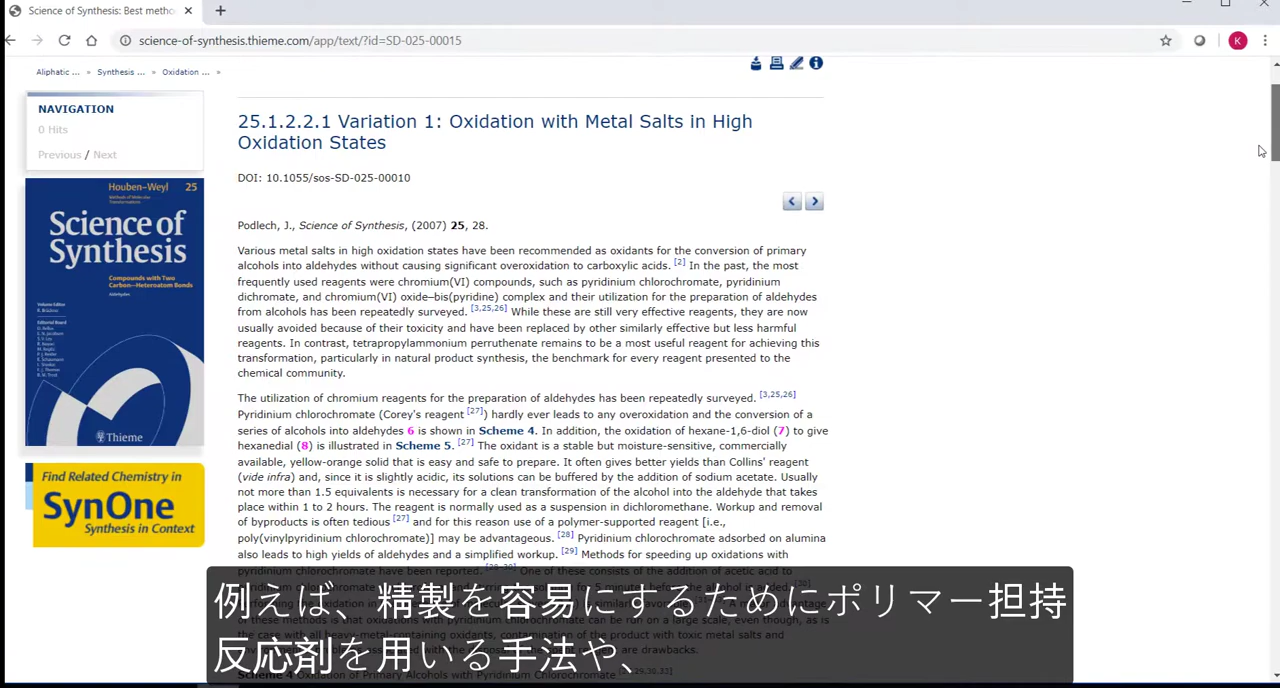 Science of Synthesis: Best metho
science-of-synthesis.thieme.com/app/text/?id=SD-025-00015
K
Aliphatic ... » Synthesis ... » Oxidation ... »
NAVIGATION
0 Hits
Previous / Next
Houben–Weyl 25
Science of
Synthesis
Compounds with Two
Carbon–Heteroatom Bonds
Aldehydes
Thieme
Find Related Chemistry in
SynOne
Synthesis in Context
25.1.2.2.1 Variation 1: Oxidation with Metal Salts in High
Oxidation States
DOI: 10.1055/sos-SD-025-00010
Podlech, J., Science of Synthesis, (2007) 25, 28.
Various metal salts in high oxidation states have been recommended as oxidants for the conversion of primary
alcohols into aldehydes without causing significant overoxidation to carboxylic acids. [2] In the past, the most
frequently used reagents were chromium(VI) compounds, such as pyridinium chlorochromate, pyridinium
dichromate, and chromium(VI) oxide–bis(pyridine) complex and their utilization for the preparation of aldehydes
from alcohols has been repeatedly surveyed. [3,25,26] While these are still very effective reagents, they are now
usually avoided because of their toxicity and have been replaced by other similarly effective but less harmful
reagents. In contrast, tetrapropylammonium perruthenate remains to be a most useful reagent for achieving this
transformation, particularly in natural product synthesis, the benchmark for every reagent presented to the
chemical community.
The utilization of chromium reagents for the preparation of aldehydes has been repeatedly surveyed. [3,25,26]
Pyridinium chlorochromate (Corey's reagent [27]) hardly ever leads to any overoxidation and the conversion of a
series of alcohols into aldehydes 6 is shown in Scheme 4. In addition, the oxidation of hexane-1,6-diol (7) to give
hexanedial (8) is illustrated in Scheme 5. [27] The oxidant is a stable but moisture-sensitive, commercially
available, yellow-orange solid that is easy and safe to prepare. It often gives better yields than Collins' reagent
(vide infra) and, since it is slightly acidic, its solutions can be buffered by the addition of sodium acetate. Usually
not more than 1.5 equivalents is necessary for a clean transformation of the alcohol into the aldehyde that takes
place within 1 to 2 hours. The reagent is normally used as a suspension in dichloromethane. Workup and removal
of byproducts is often tedious [27] and for this reason use of a polymer-supported reagent [i.e.,
poly(vinylpyridinium chlorochromate)] may be advantageous. [28] Pyridinium chlorochromate adsorbed on alumina
also leads to high yields of aldehydes and a simplified workup. [29] Methods for speeding up oxidations with
例えば、精製を容易にするためにポリマー担持
反応剤を用いる手法や、